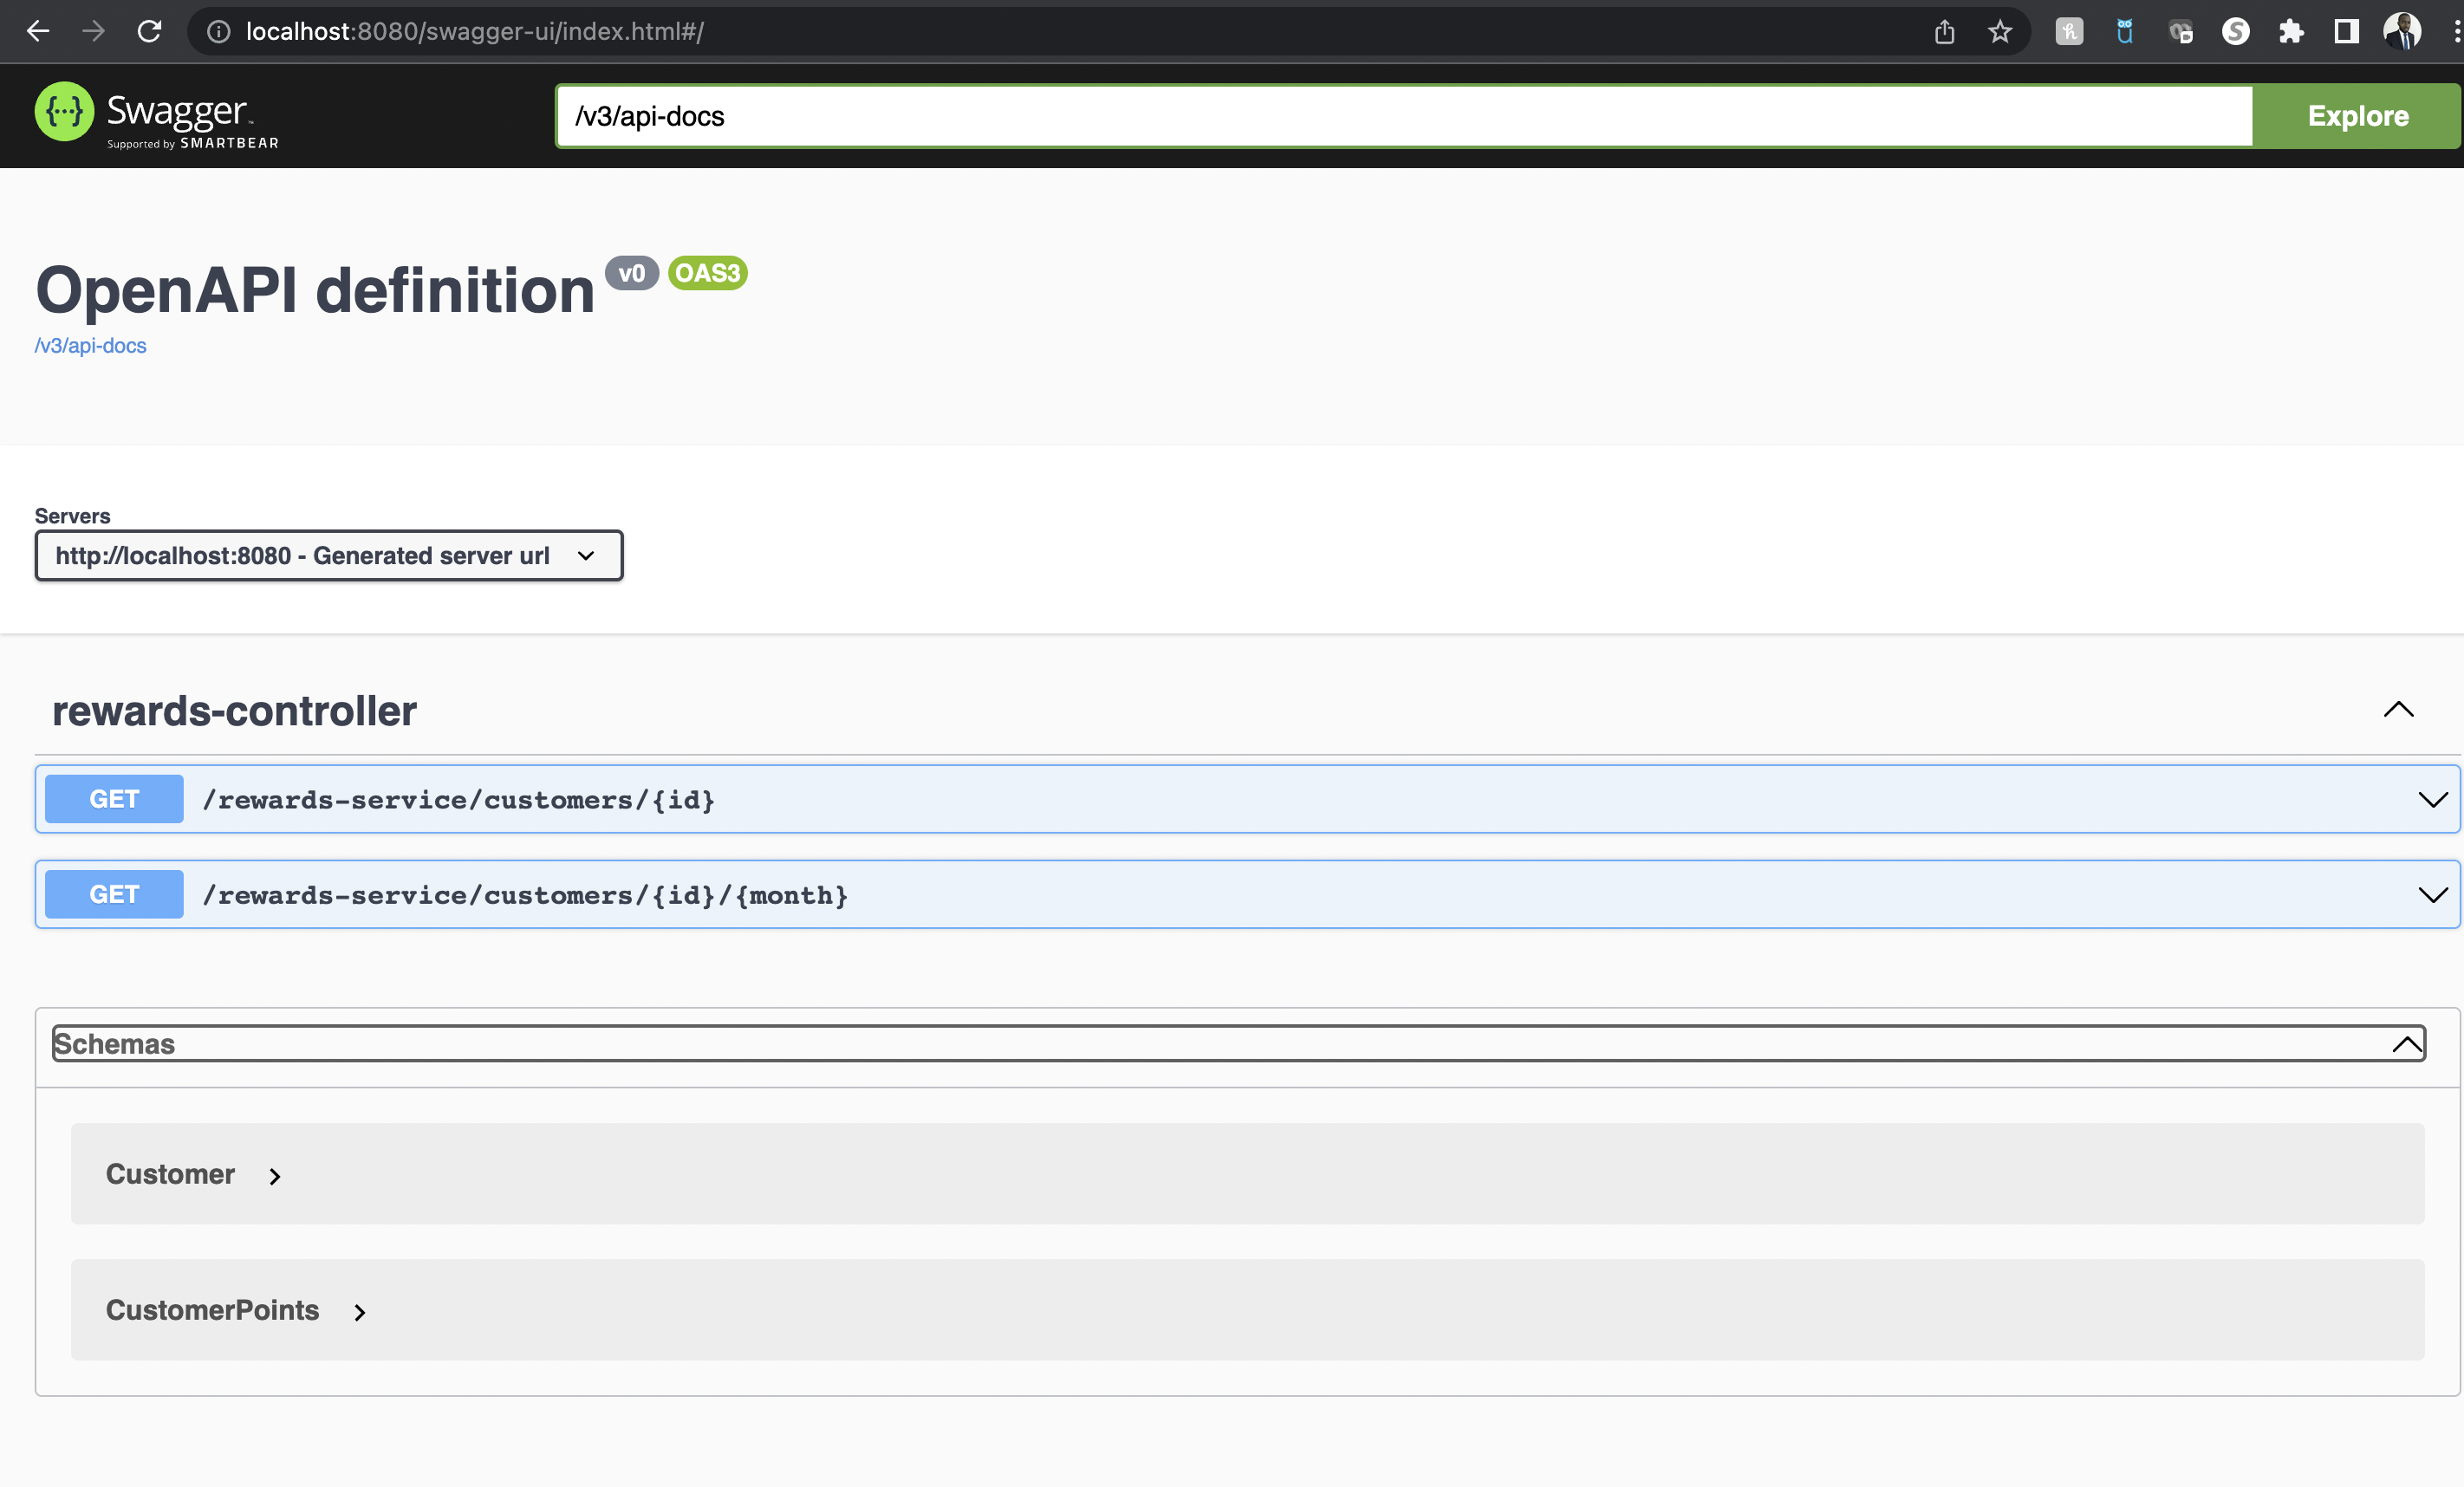 localhost:8080/swagger-ui/index.html#/
{···} Swagger™
Supported by SMARTBEAR
/v3/api-docs
Explore
OpenAPI definition v0 OAS3
/v3/api-docs
Servers
http://localhost:8080 - Generated server url
rewards-controller
GET /rewards-service/customers/{id}
GET /rewards-service/customers/{id}/{month}
Schemas
Customer
CustomerPoints